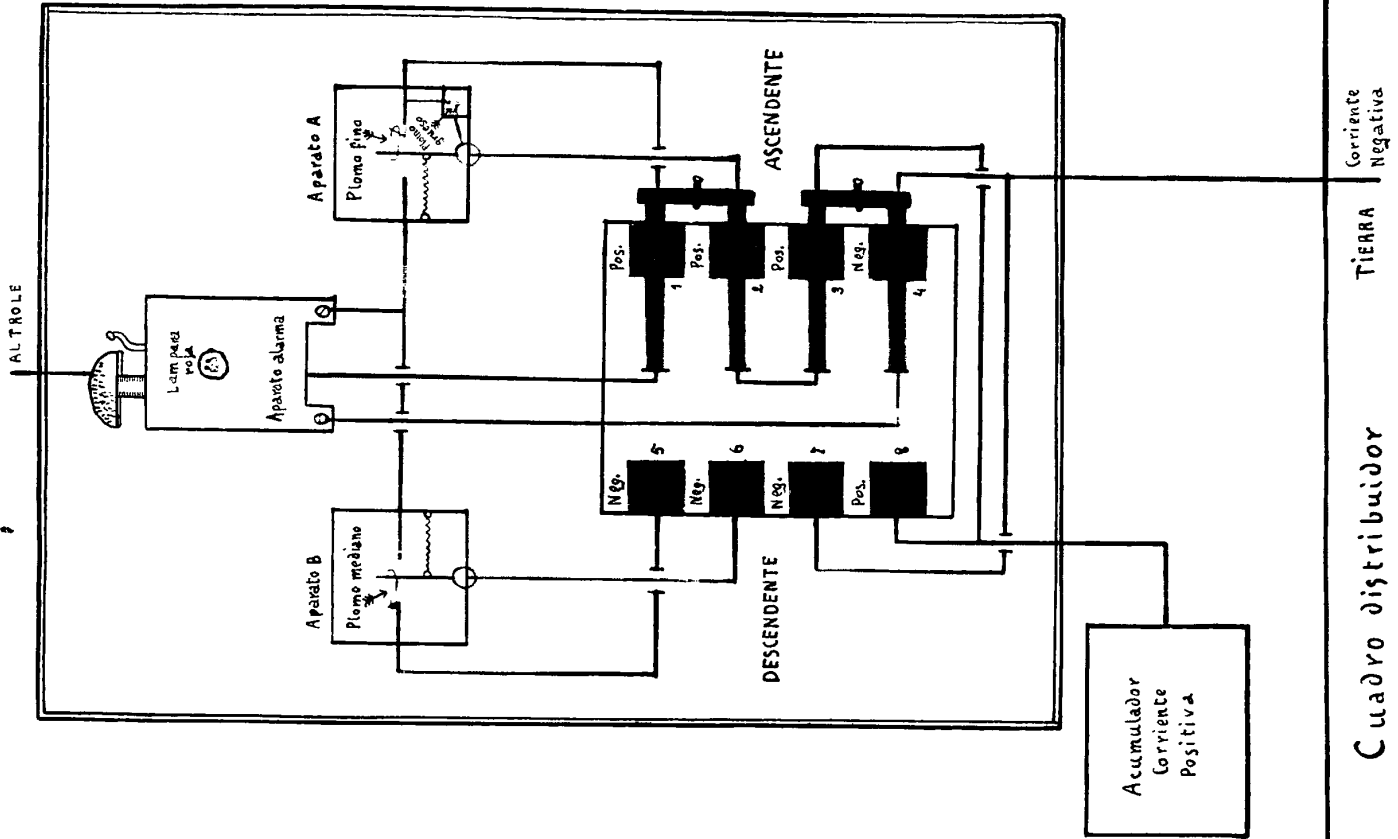 AL TROLE
Lampara
roja
Aparato alarma
Aparato A
Plomo fino
Plomo
grueso
Aparato B
Plomo mediano
ASCENDENTE
Pos.
1
Pos.
2
Pos.
3
Neg.
4
Neg.
5
Neg.
6
Neg.
7
Pos.
8
DESCENDENTE
Acumulador
Corriente
Positiva
TIERRA
Corriente
Negativa
Cuadro distribuidor